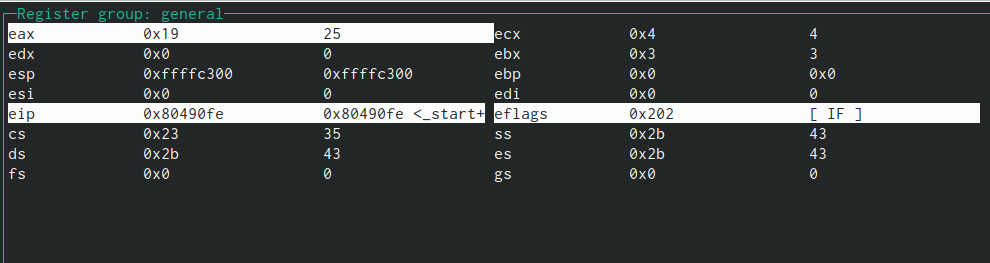 Register group: general
eax 0x19 25 ecx 0x4 4
edx 0x0 0 ebx 0x3 3
esp 0xffffc300 0xffffc300 ebp 0x0 0x0
esi 0x0 0 edi 0x0 0
eip 0x80490fe 0x80490fe <_start+ eflags 0x202 [ IF ]
cs 0x23 35 ss 0x2b 43
ds 0x2b 43 es 0x2b 43
fs 0x0 0 gs 0x0 0